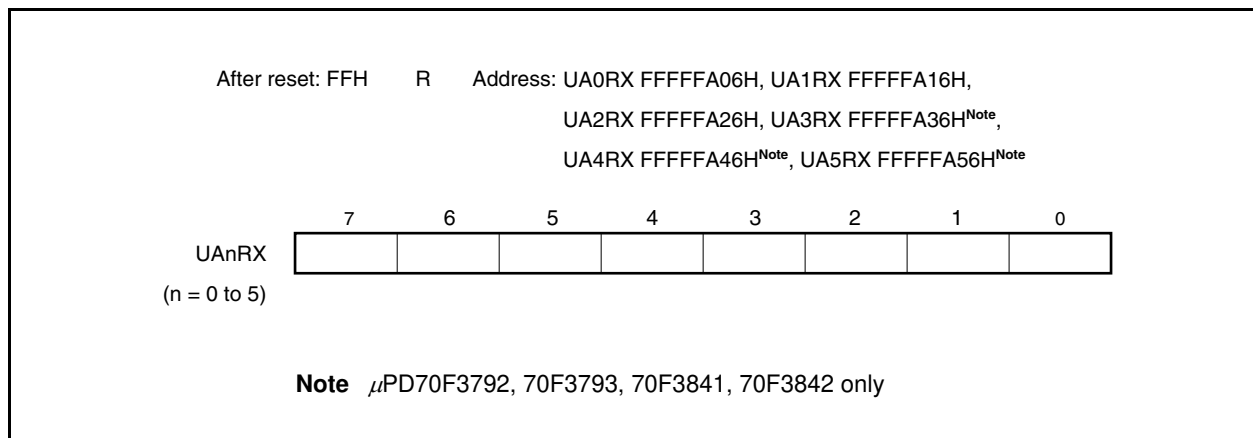 After reset: FFH R Address: UA0RX FFFFFA06H, UA1RX FFFFFA16H,
UA2RX FFFFFA26H, UA3RX FFFFFA36HNote,
UA4RX FFFFFA46HNote, UA5RX FFFFFA56HNote
7 6 5 4 3 2 1 0
UAnRX
(n = 0 to 5)
Note μPD70F3792, 70F3793, 70F3841, 70F3842 only